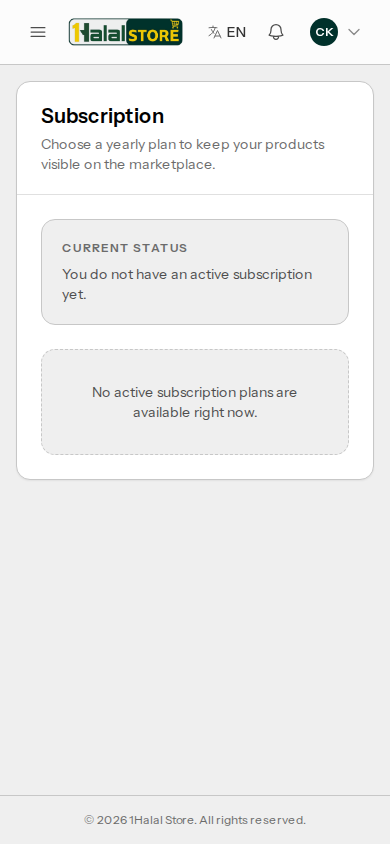 1Halal STORE
EN
CK
Subscription
Choose a yearly plan to keep your products
visible on the marketplace.
CURRENT STATUS
You do not have an active subscription
yet.
No active subscription plans are
available right now.
© 2026 1Halal Store. All rights reserved.